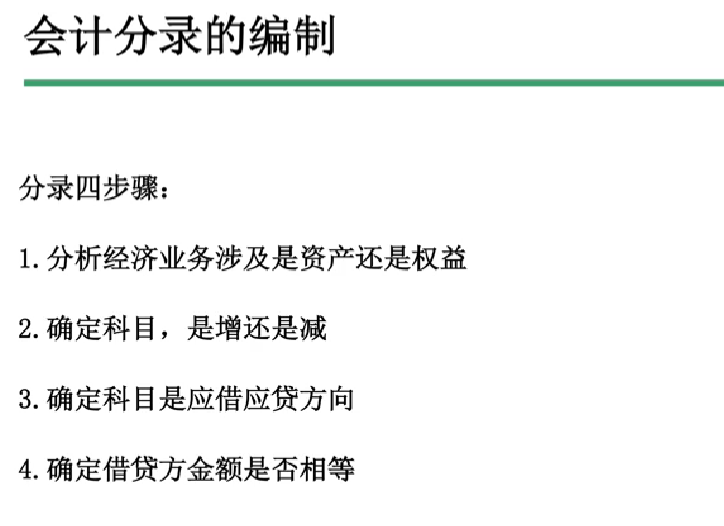 会计分录的编制
分录四步骤：
1.分析经济业务涉及是资产还是权益
2.确定科目，是增还是减
3.确定科目是应借应贷方向
4.确定借贷方金额是否相等